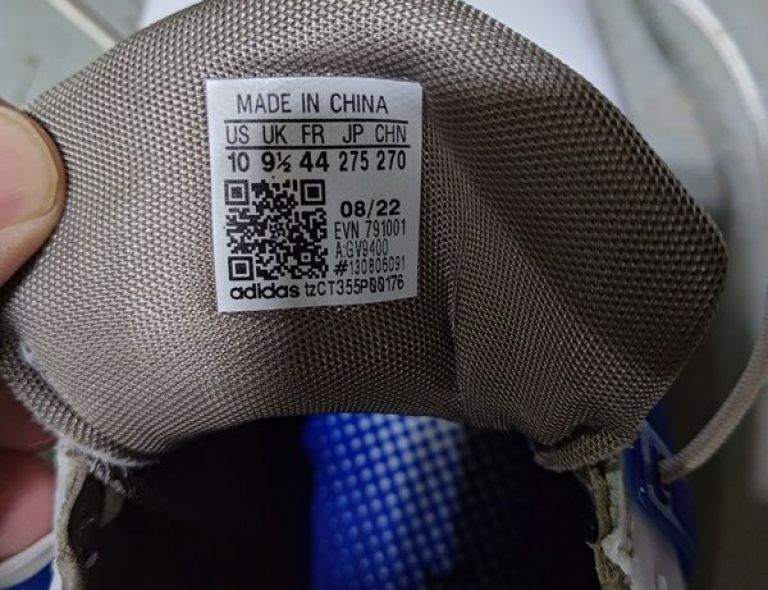 MADE IN CHINA
US UK FR JP CHN
10 9½ 44 275 270
08/22
EVN 791001
A:GV9400
#130806091
adidas tzCT355P00176